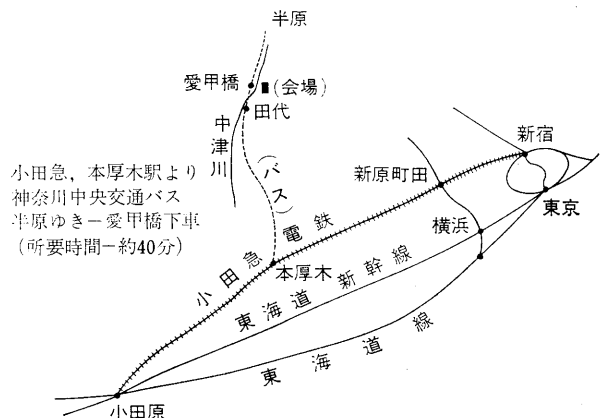 半原
愛甲橋
(会場)
田代
中津川
(バス)
新宿
新原町田
東京
横浜
小田急,本厚木駅より
神奈川中央交通バス
半原ゆき−愛甲橋下車
(所要時間−約40分)
本厚木
小田急電鉄
東海道新幹線
東海道線
小田原